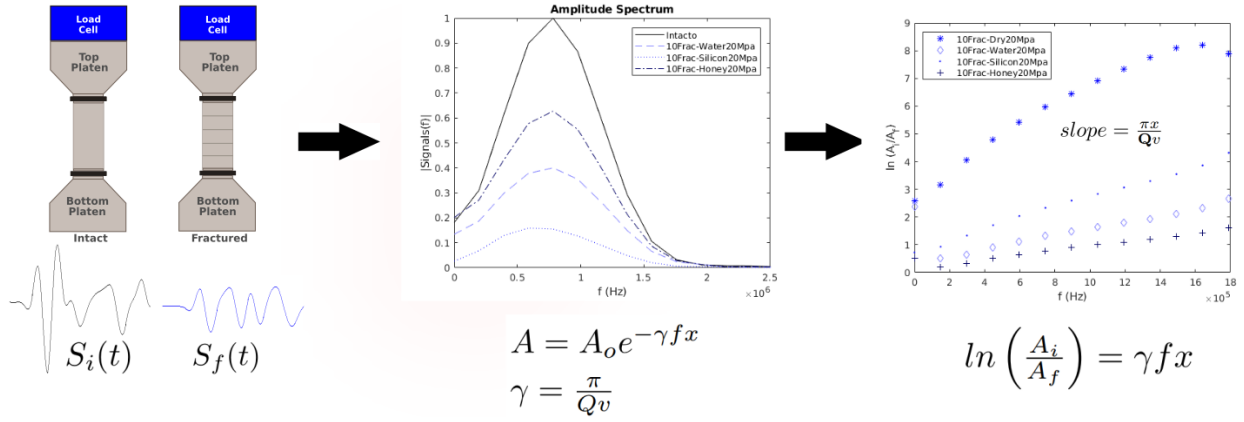 Load
Cell
Top
Platen
Bottom
Platen
Intact
Load
Cell
Top
Platen
Bottom
Platen
Fractured
S_i(t)
S_f(t)
Amplitude Spectrum
|Signals(f)|
1
0.9
0.8
0.7
0.6
0.5
0.4
0.3
0.2
0.1
0
Intacto
10Frac-Water20Mpa
10Frac-Silicon20Mpa
10Frac-Honey20Mpa
0 0.5 1 1.5 2 2.5
f (Hz)
×10^6
A = A_o e^{-γfx}
γ = π/Qv
ln (A_i/A_f)
9
8
7
6
5
4
3
2
1
0
10Frac-Dry20Mpa
10Frac-Water20Mpa
10Frac-Silicon20Mpa
10Frac-Honey20Mpa
slope = πx/Qv
0 2 4 6 8 10 12 14 16 18
f (Hz)
×10^5
ln (A_i/A_f) = γfx